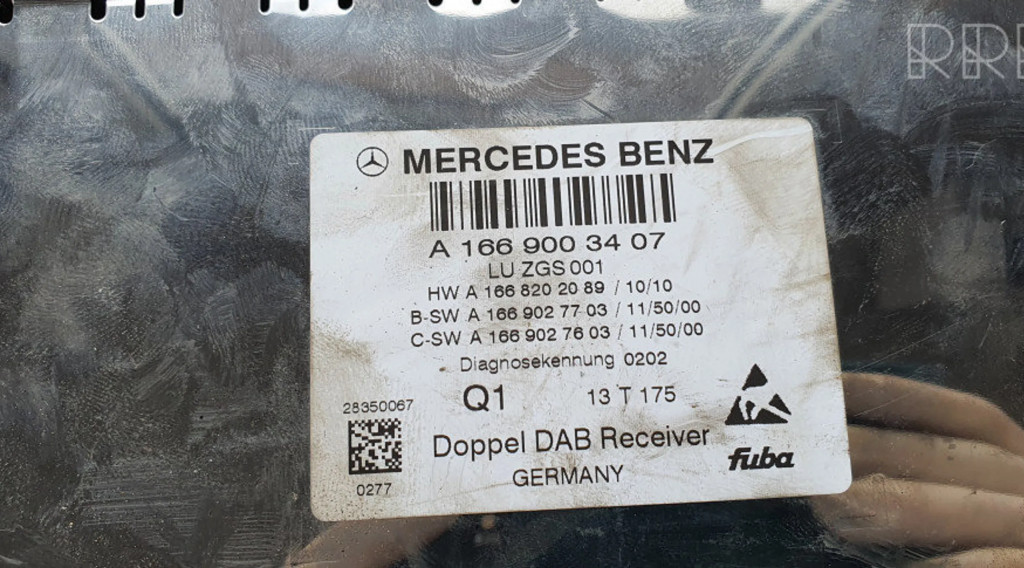 RRR
MERCEDES BENZ
A 166 900 34 07
LU ZGS 001
HW A 166 820 20 89 / 10/10
B-SW A 166 902 77 03 / 11/50/00
C-SW A 166 902 76 03 / 11/50/00
Diagnosekennung 0202
Q1 13 T 175
28350067
Doppel DAB Receiver
fuba
GERMANY
0277